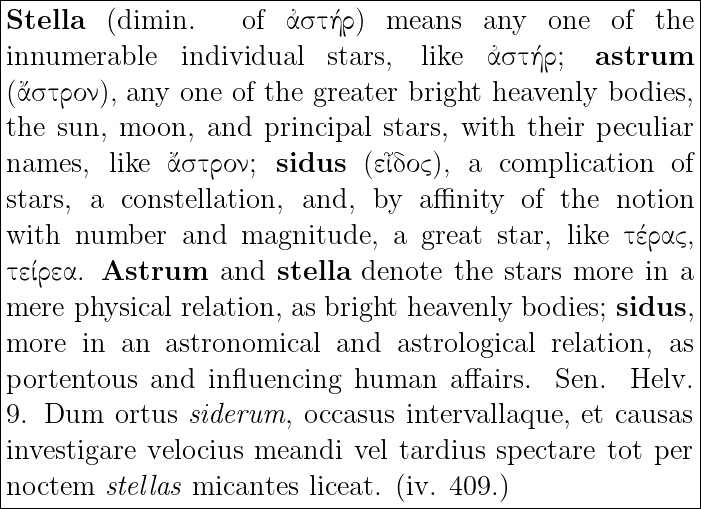 Stella (dimin. of ἀστήρ) means any one of the
innumerable individual stars, like ἀστήρ; astrum
(ἄστρον), any one of the greater bright heavenly bodies,
the sun, moon, and principal stars, with their peculiar
names, like ἄστρον; sidus (εἶδος), a complication of
stars, a constellation, and, by affinity of the notion
with number and magnitude, a great star, like τέρας,
τείρεα. Astrum and stella denote the stars more in a
mere physical relation, as bright heavenly bodies; sidus,
more in an astronomical and astrological relation, as
portentous and influencing human affairs. Sen. Helv.
9. Dum ortus siderum, occasus intervallaque, et causas
investigare velocius meandi vel tardius spectare tot per
noctem stellas micantes liceat. (iv. 409.)